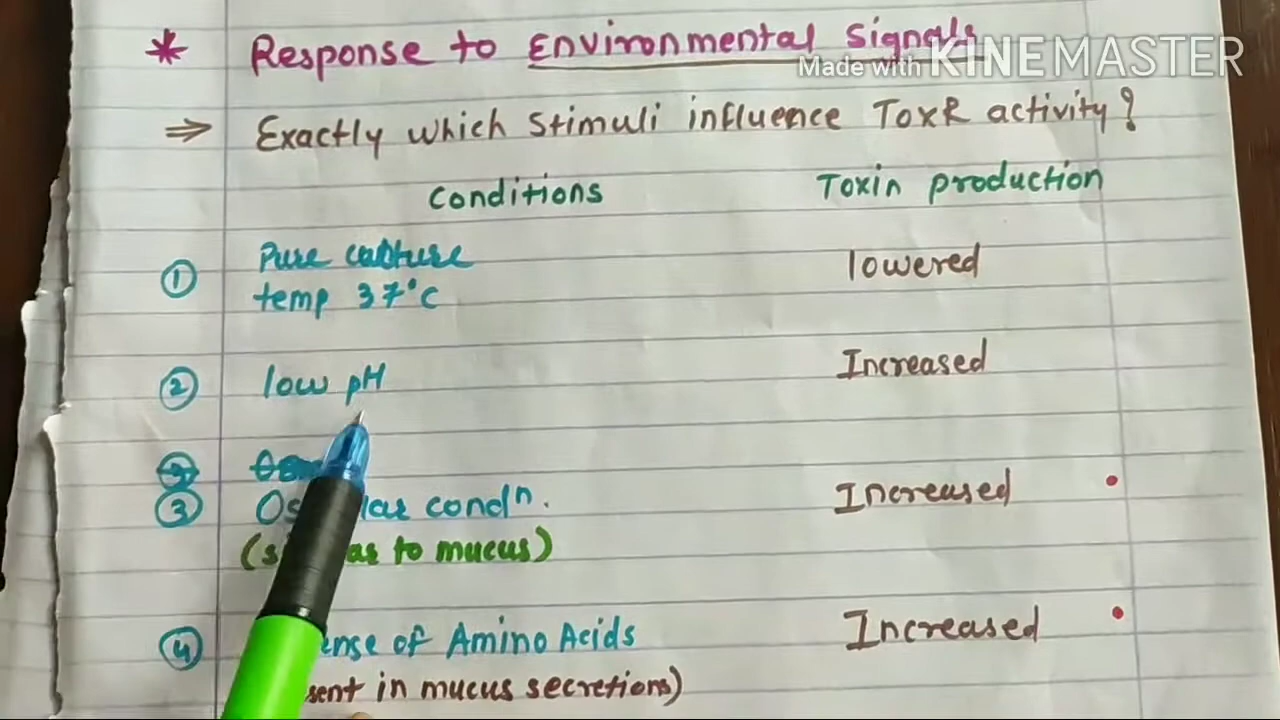 * Response to Environmental Signals
Made with KINEMASTER
⇒ Exactly which stimuli influence ToxR activity?
Conditions Toxin production
① Pure culture lowered
temp 37°C
② low pH Increased
③ condn. Increased
to mucus)
④ of Amino Acids Increased
in mucus secretions)